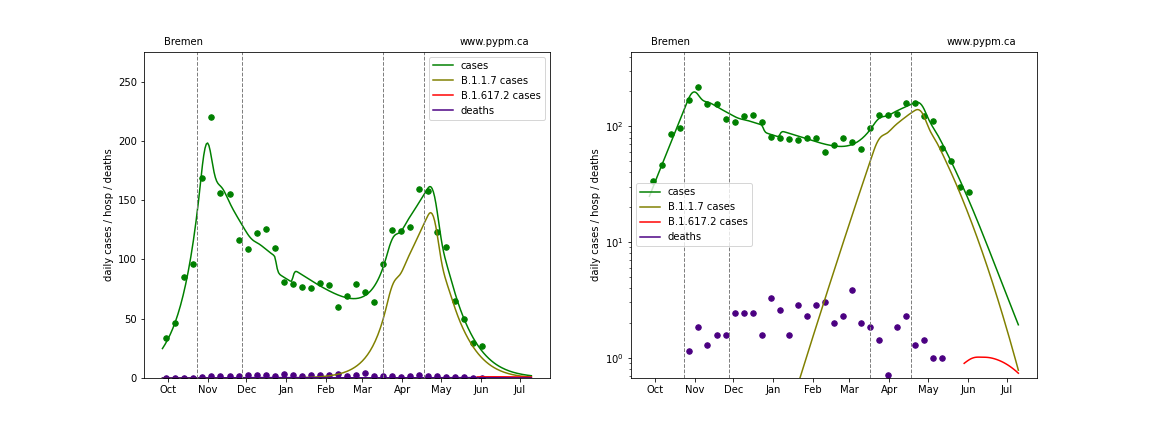 Bremen
www.pypm.ca
daily cases / hosp / deaths
250
200
150
100
50
0
Oct
Nov
Dec
Jan
Feb
Mar
Apr
May
Jun
Jul
cases
B.1.1.7 cases
B.1.617.2 cases
deaths
Bremen
www.pypm.ca
daily cases / hosp / deaths
10²
10¹
10⁰
Oct
Nov
Dec
Jan
Feb
Mar
Apr
May
Jun
Jul
cases
B.1.1.7 cases
B.1.617.2 cases
deaths